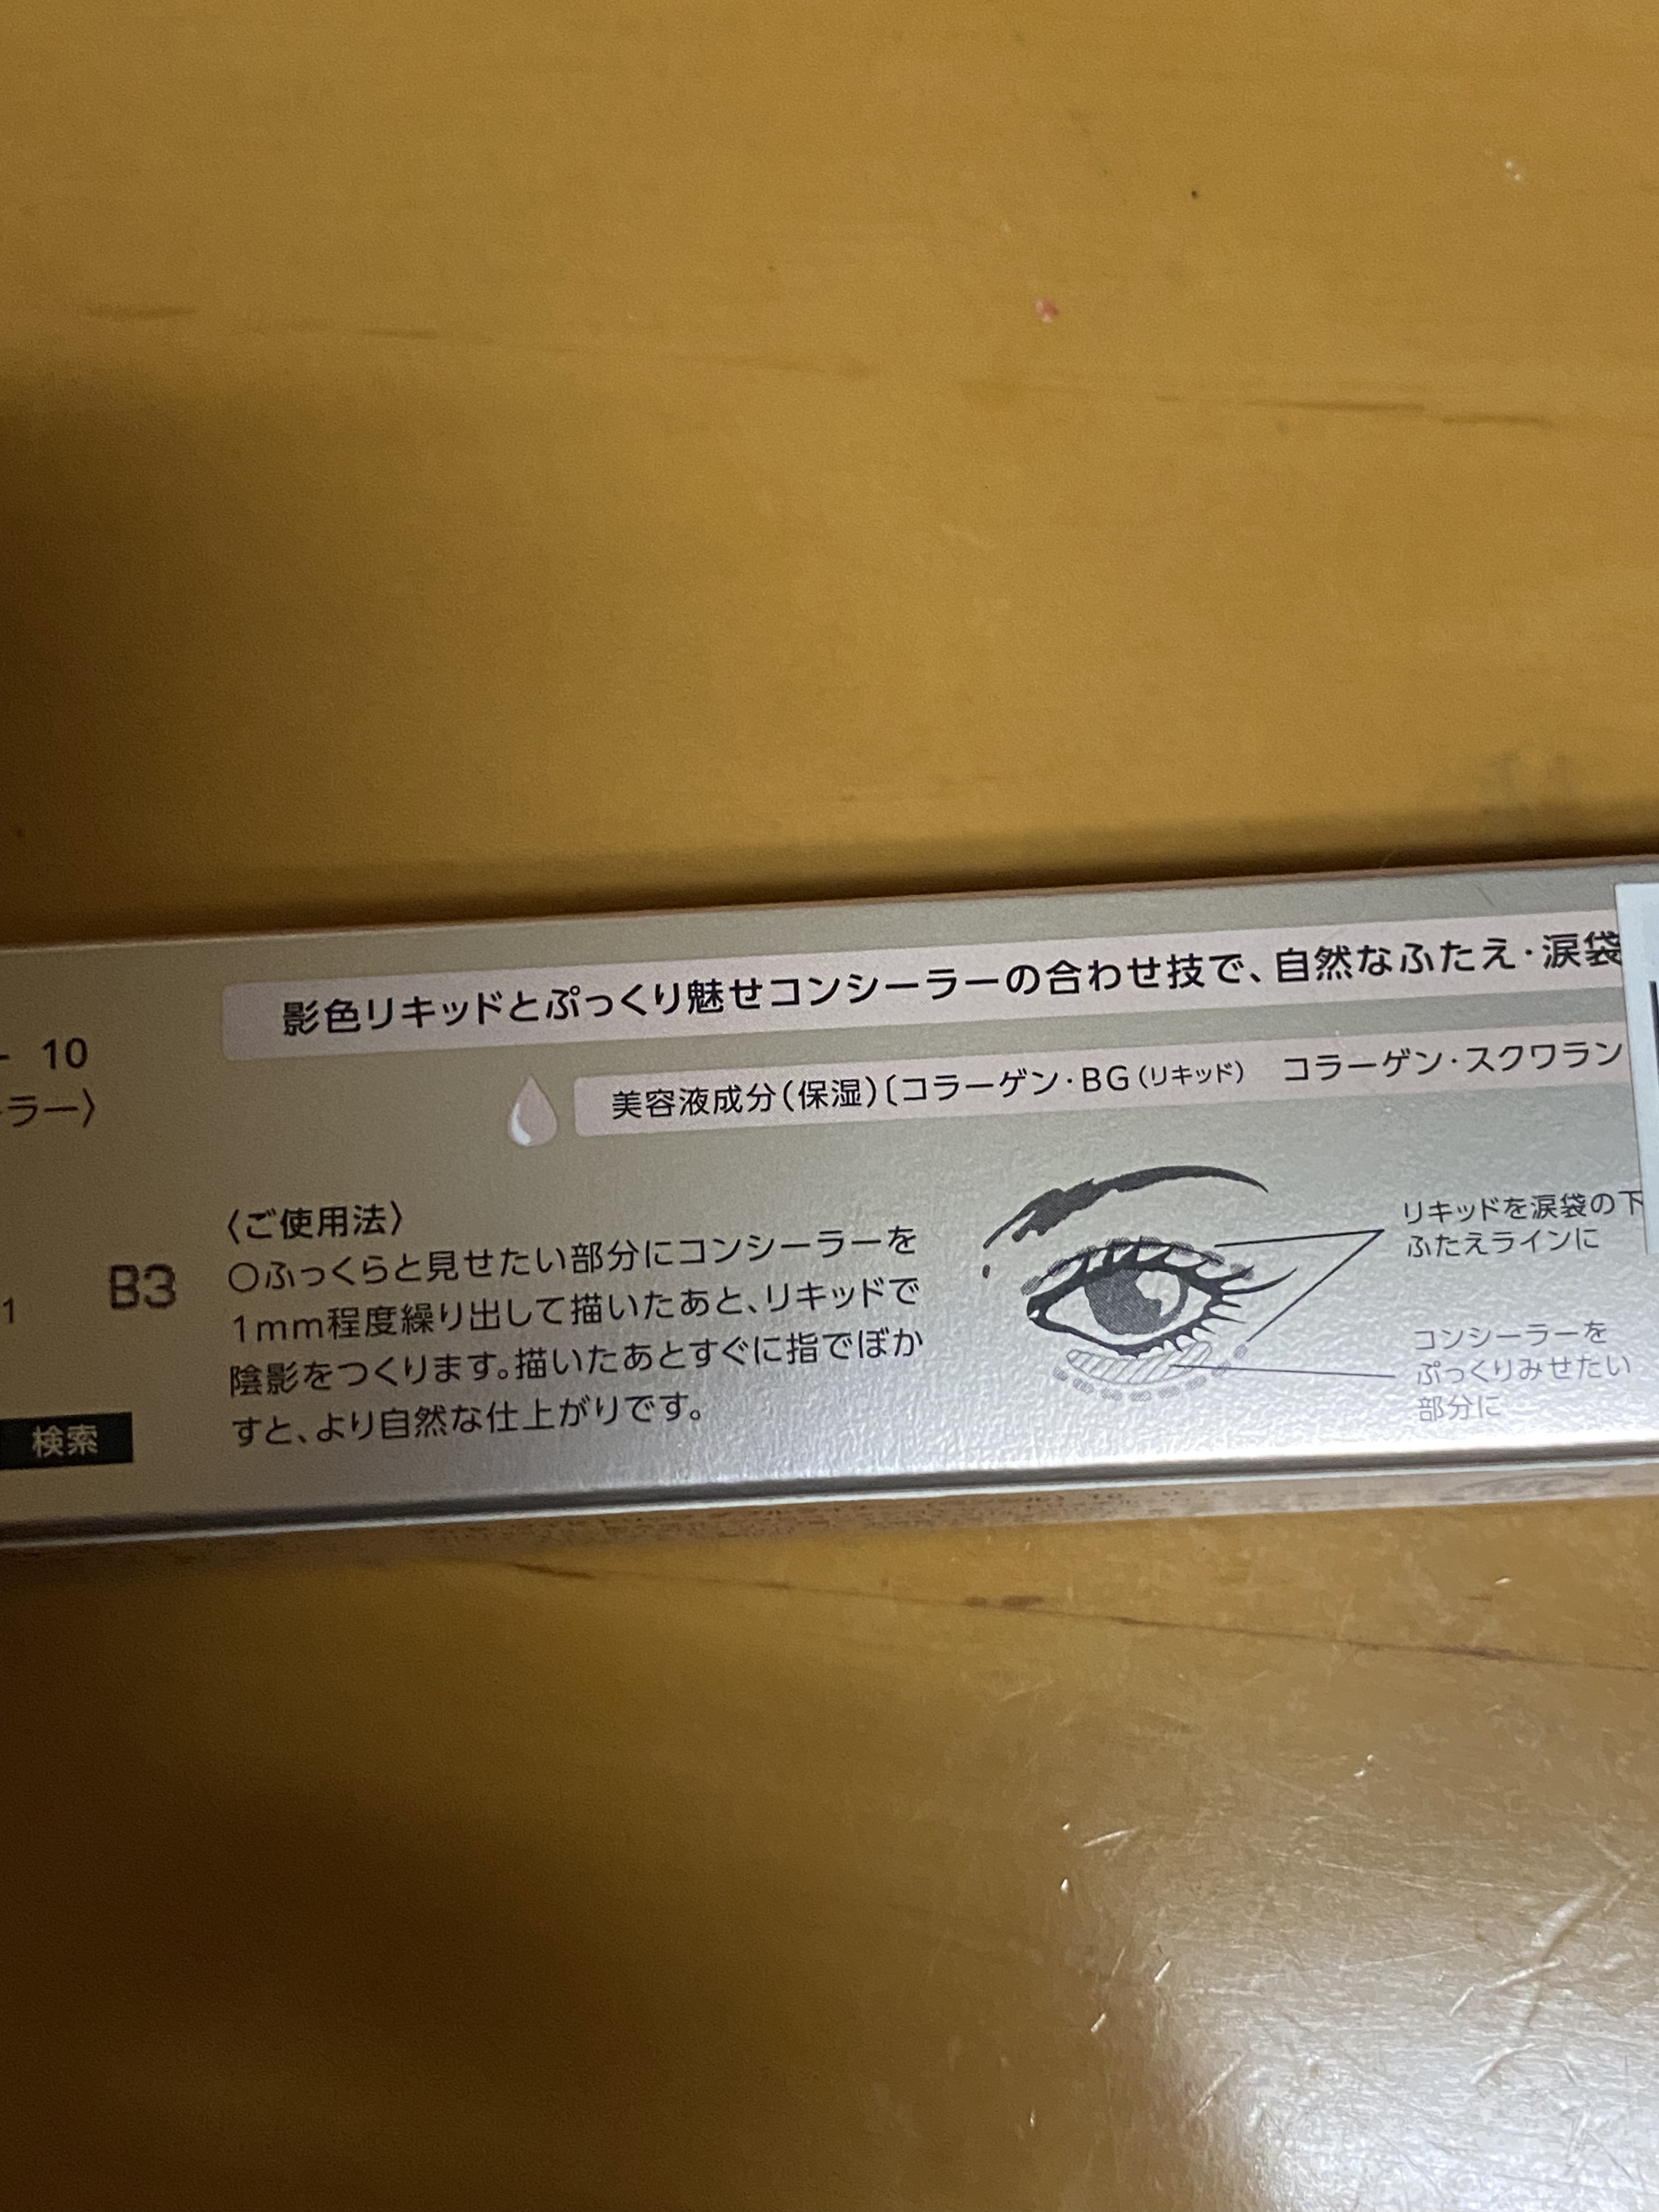 影色リキッドとぷっくり魅せコンシーラーの合わせ技で、自然なふたえ・涙袋
美容液成分(保湿)〔コラーゲン・BG(リキッド) コラーゲン・スクワラン
10
ラー〉
〈ご使用法〉
○ふっくらと見せたい部分にコンシーラーを
1mm程度繰り出して描いたあと、リキッドで
陰影をつくります。描いたあとすぐに指でぼか
すと、より自然な仕上がりです。
B3
1
検索
リキッドを涙袋の下
ふたえラインに
コンシーラーを
ぷっくりみせたい
部分に